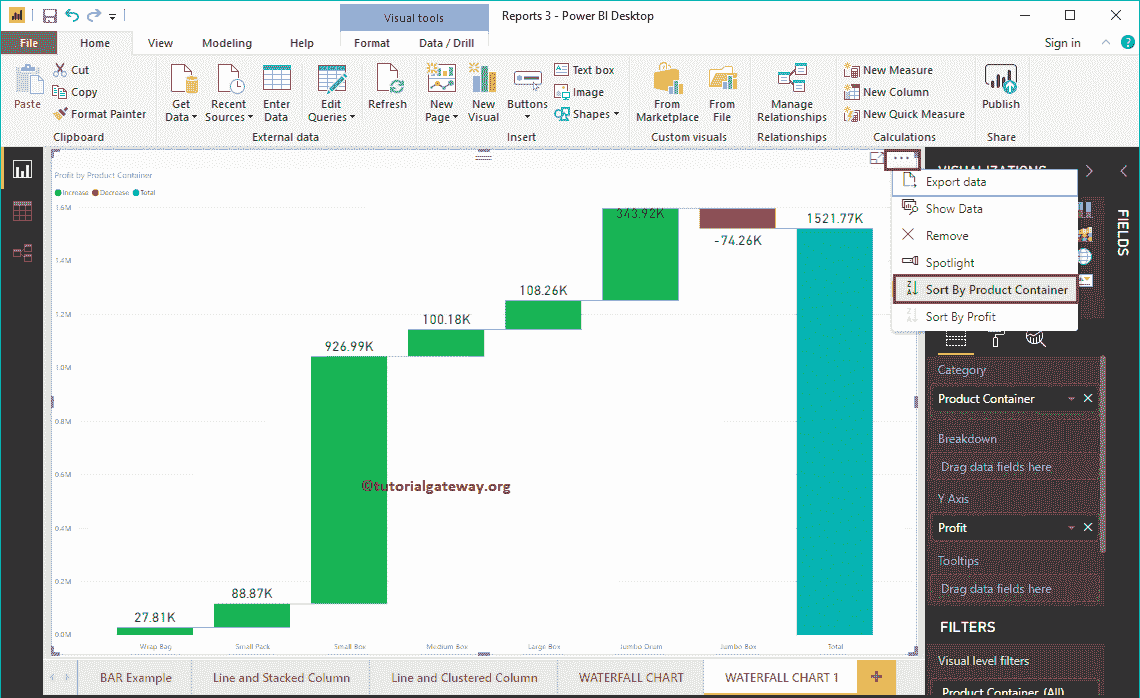 Visual tools
Reports 3 - Power BI Desktop
File
Home
View
Modeling
Help
Format
Data / Drill
Sign in
?
Paste
Cut
Copy
Format Painter
Get Data
Recent Sources
Enter Data
Edit Queries
Refresh
New Page
New Visual
Buttons
Text box
Image
Shapes
From Marketplace
From File
Manage Relationships
New Measure
New Column
New Quick Measure
Publish
Clipboard
External data
Insert
Custom visuals
Relationships
Calculations
Share
Profit by Product Container
Increase Decrease Total
1.6M
1.4M
1.2M
1.0M
0.8M
0.6M
0.4M
0.2M
0.0M
27.81K
88.87K
926.99K
100.18K
108.26K
343.92K
-74.26K
1521.77K
©tutorialgateway.org
Wrap Bag
Small Pack
Small Box
Medium Box
Large Box
Jumbo Drum
Jumbo Box
Total
VISUALIZATIONS
FIELDS
Export data
Show Data
Remove
Spotlight
Sort By Product Container
Sort By Profit
Category
Product Container
Breakdown
Drag data fields here
Y Axis
Profit
Tooltips
Drag data fields here
FILTERS
Visual level filters
Product Container (All)
BAR Example
Line and Stacked Column
Line and Clustered Column
WATERFALL CHART
WATERFALL CHART 1